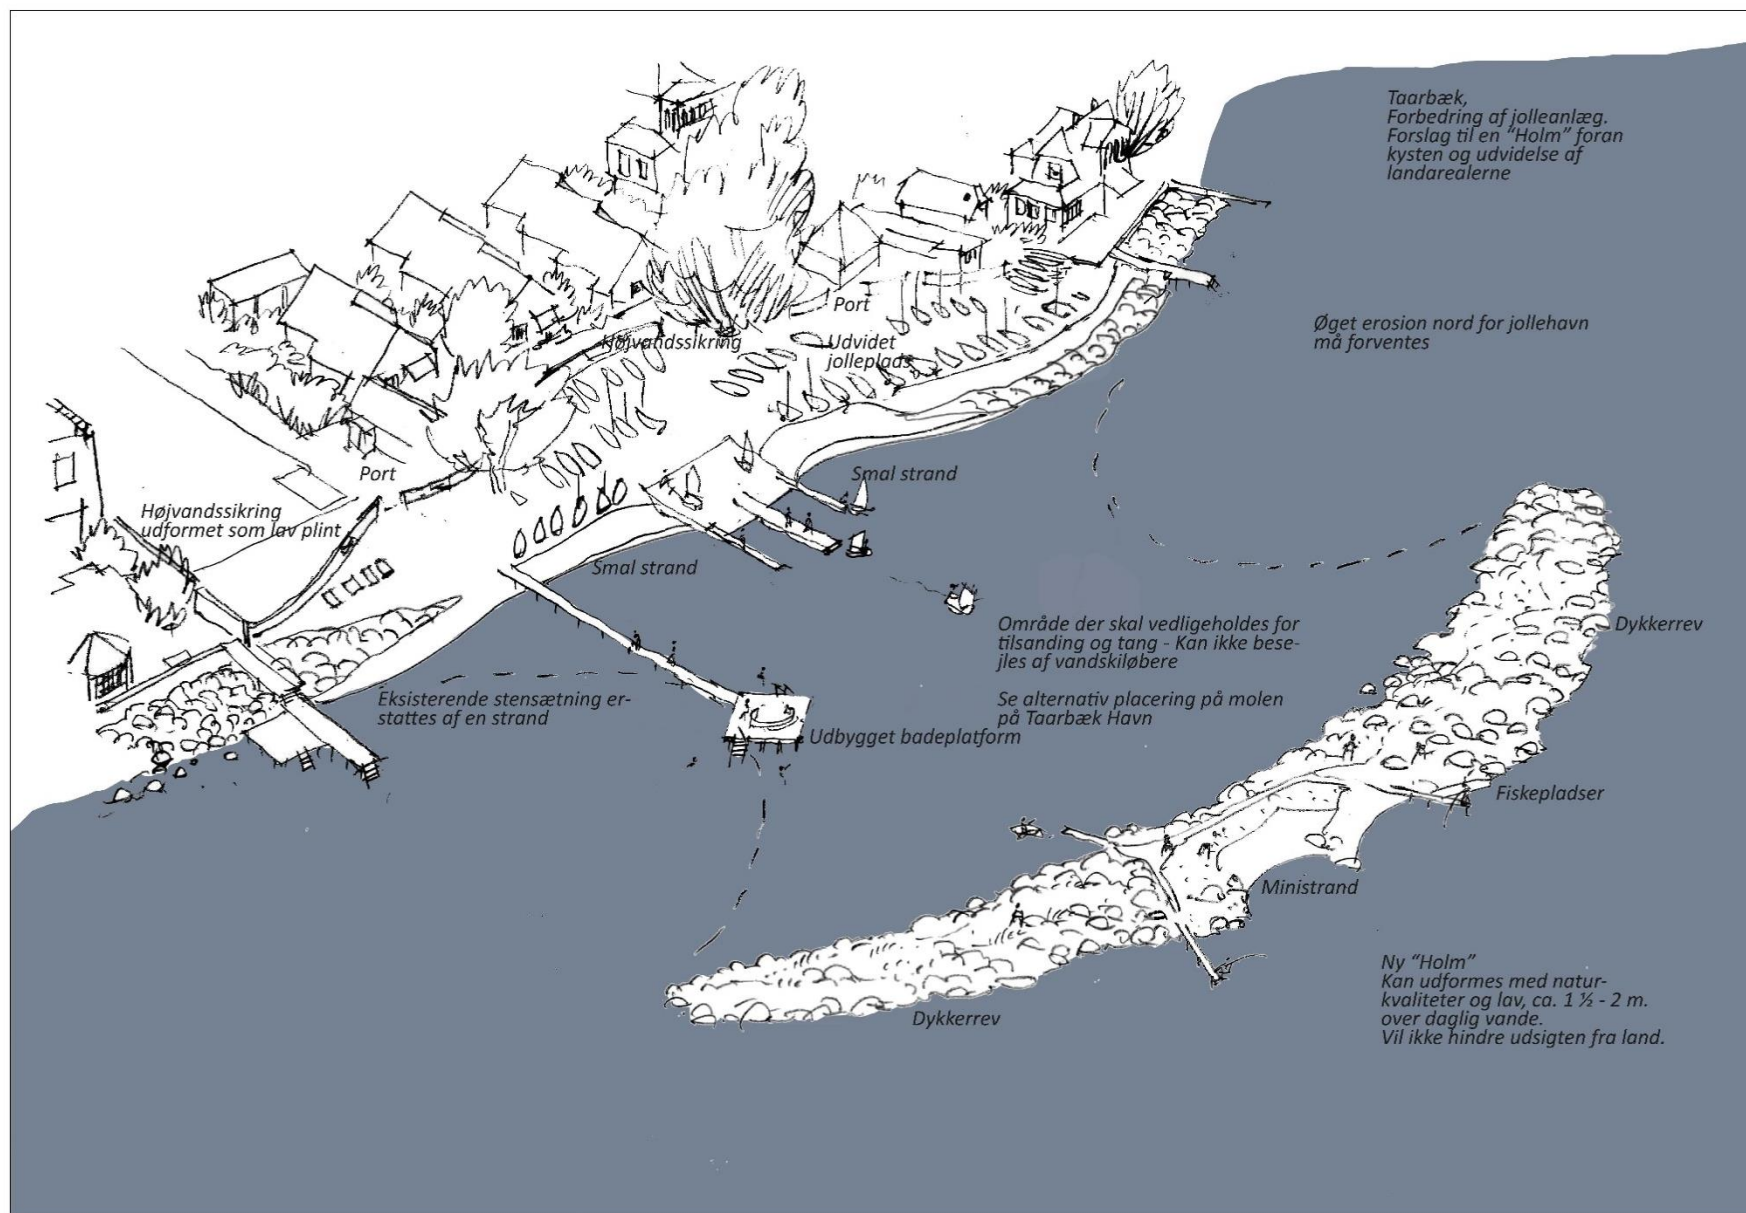 Taarbæk,
Forbedring af jolleanlæg.
Forslag til en “Holm” foran
kysten og udvidelse af
landarealerne
Port
Øget erosion nord for jollehavn
må forventes
Højvandssikring
Udvidet
jolleplads
Port
Smal strand
Højvandssikring
udformet som lav plint
Smal strand
Område der skal vedligeholdes for
tilsanding og tang - Kan ikke bese-
jles af vandskiløbere
Dykkerrev
Eksisterende stensætning er-
stattes af en strand
Se alternativ placering på molen
på Taarbæk Havn
Udbygget badeplatform
Fiskepladser
Ministrand
Ny “Holm”
Kan udformes med natur-
kvaliteter og lav, ca. 1 ½ - 2 m.
over daglig vande.
Vil ikke hindre udsigten fra land.
Dykkerrev